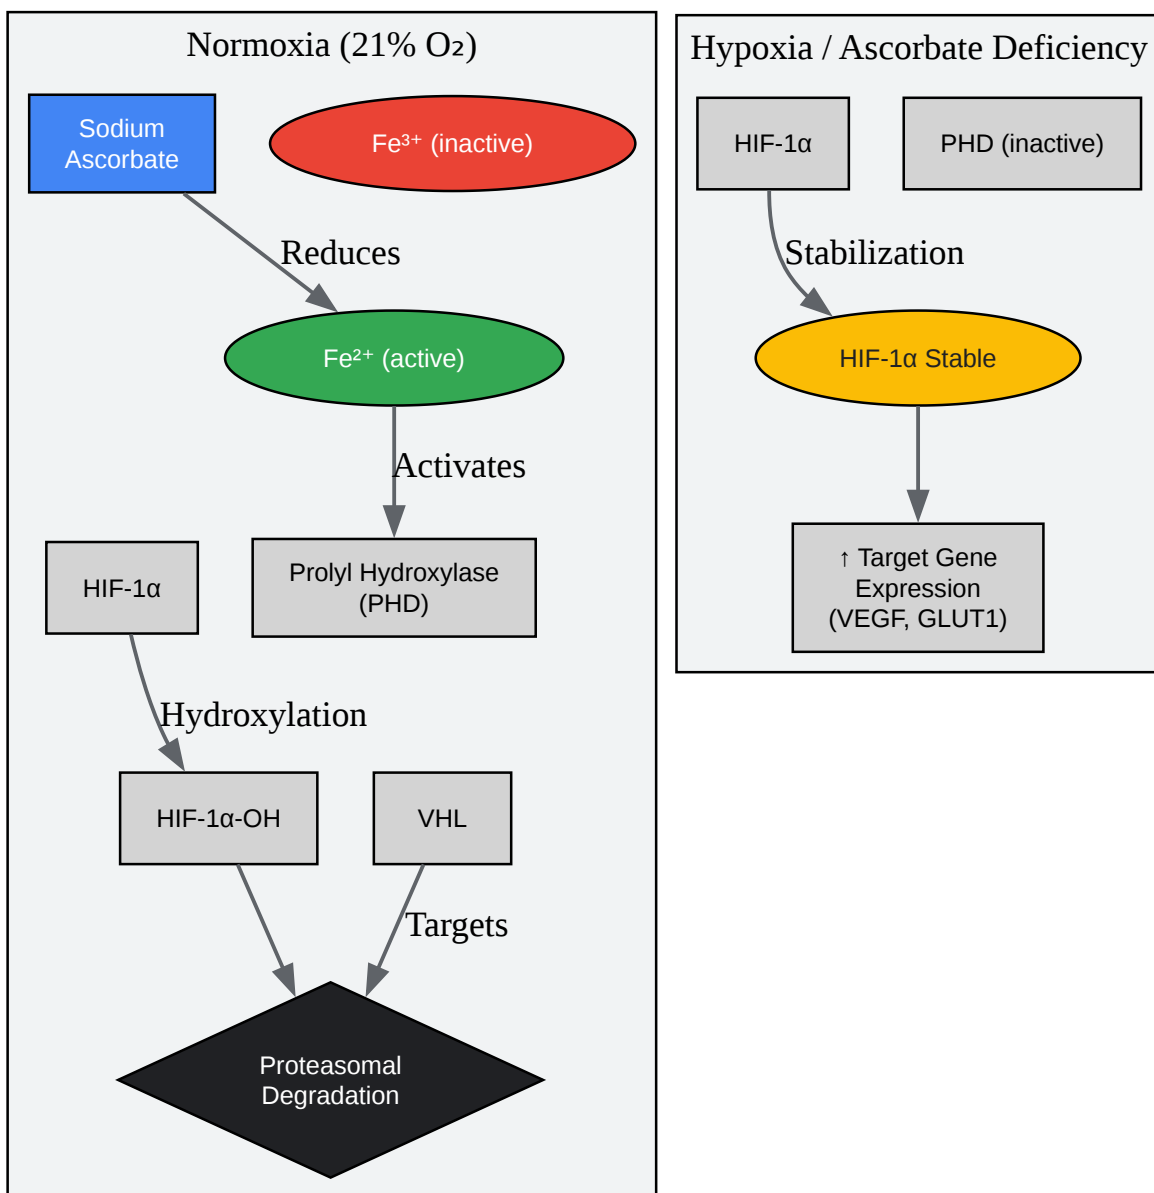 Normoxia (21% O₂)
Sodium
Ascorbate
Fe³⁺ (inactive)
Reduces
Fe²⁺ (active)
Activates
HIF-1α
Prolyl Hydroxylase
(PHD)
Hydroxylation
HIF-1α-OH
VHL
Targets
Proteasomal
Degradation
Hypoxia / Ascorbate Deficiency
HIF-1α
PHD (inactive)
Stabilization
HIF-1α Stable
↑ Target Gene
Expression
(VEGF, GLUT1)